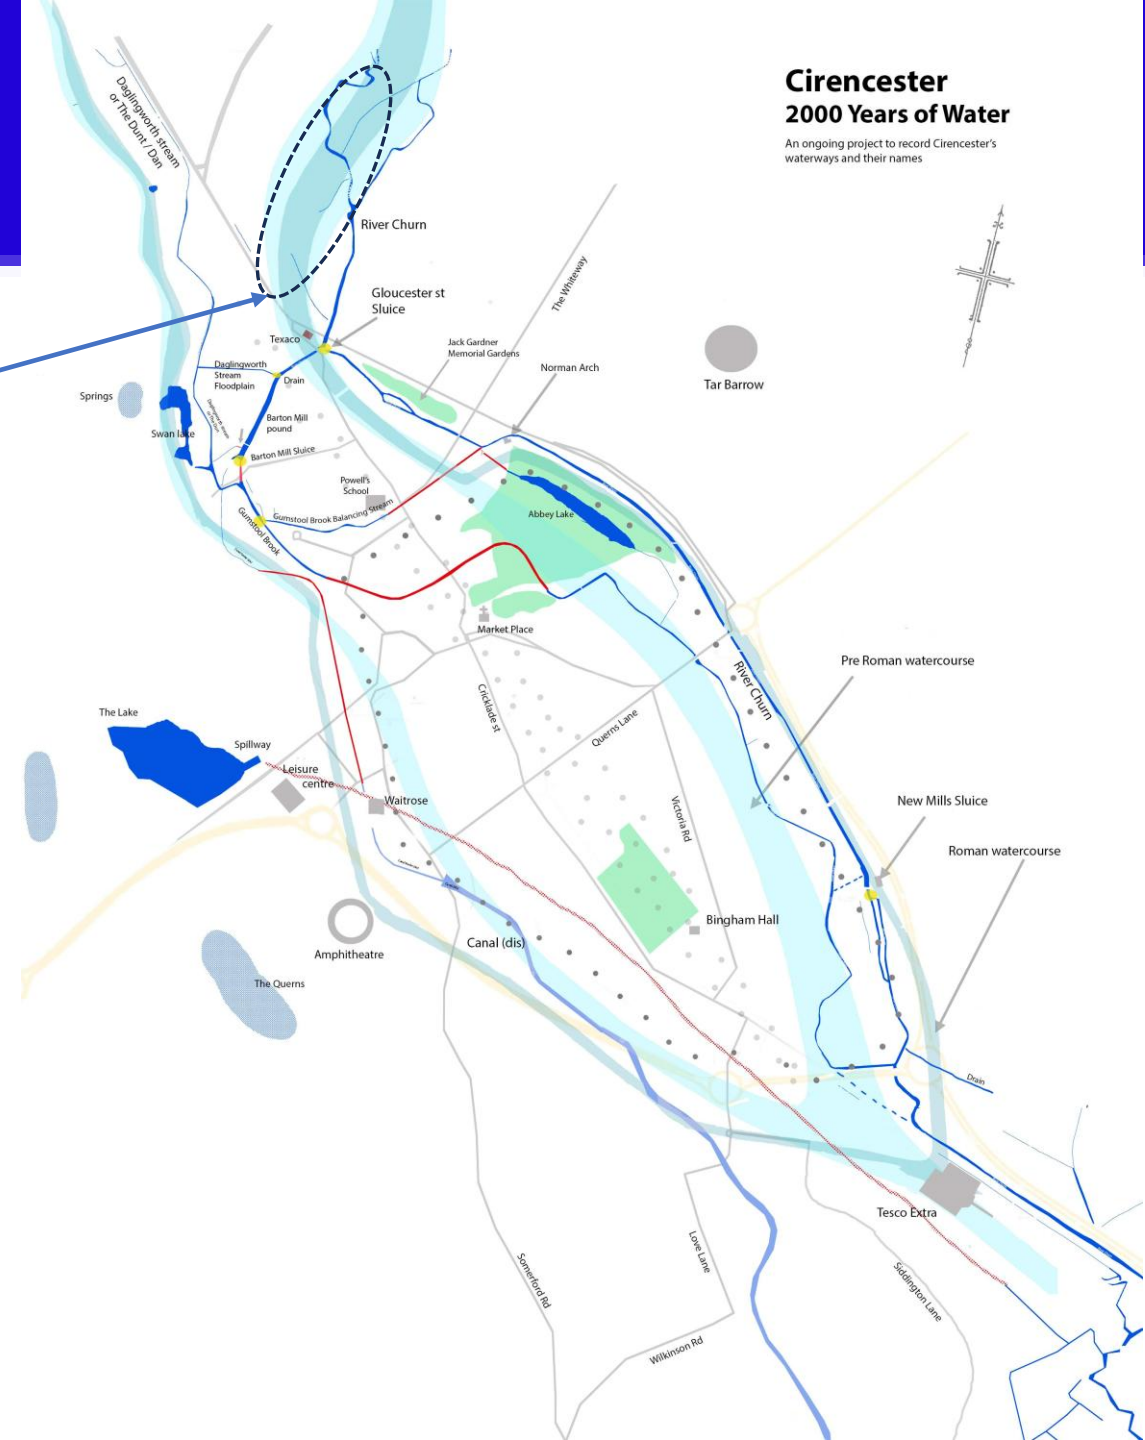 Cirencester
2000 Years of Water
An ongoing project to record Cirencester's
waterways and their names
Daglingworth stream
or The Dunt / Dan
River Churn
Gloucester st
Sluice
The Whiteway
Texaco
Jack Gardner
Memorial Gardens
Norman Arch
Tar Barrow
Daglingworth
Stream
Floodplain
Drain
Springs
Swan lake
Barton Mill
pound
Barton Mill Sluice
Powell's
School
Gumstool Brook Balancing Stream
Gumstool Brook
Abbey Lake
Market Place
Pre Roman watercourse
River Churn
Cricklade st
Querns Lane
The Lake
Spillway
Leisure
centre
Waitrose
Victoria Rd
New Mills Sluice
Roman watercourse
Bingham Hall
Amphitheatre
Canal (dis)
The Querns
Drain
Tesco Extra
Love Lane
Somerford Rd
Siddington Lane
Wilkinson Rd